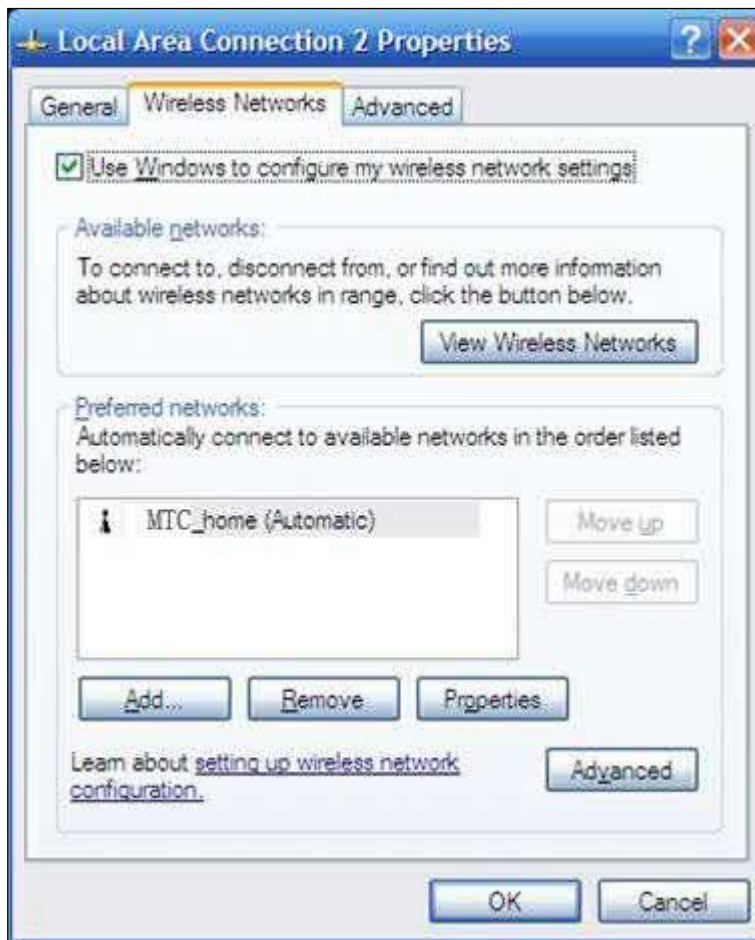 Local Area Connection 2 Properties
?
X
General
Wireless Networks
Advanced
Use Windows to configure my wireless network settings
Available networks:
To connect to, disconnect from, or find out more information
about wireless networks in range, click the button below.
View Wireless Networks
Preferred networks:
Automatically connect to available networks in the order listed
below:
MTC_home (Automatic)
Move up
Move down
Add...
Remove
Properties
Learn about setting up wireless network
configuration.
Advanced
OK
Cancel